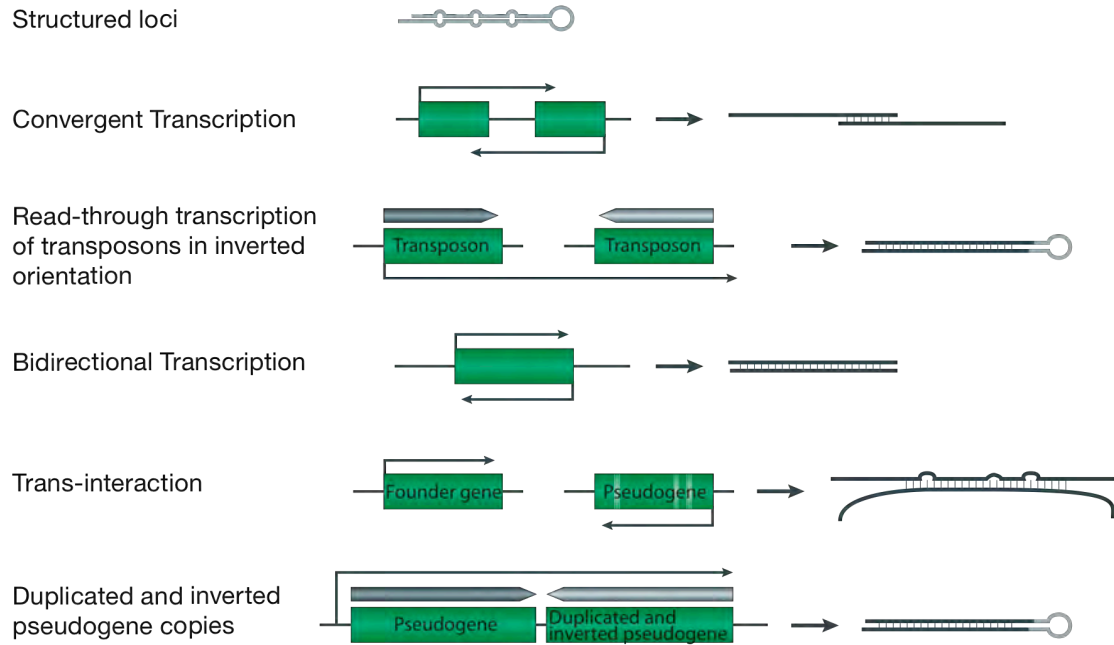 Structured loci
Convergent Transcription
Read-through transcription
of transposons in inverted
orientation
Transposon
Transposon
Bidirectional Transcription
Trans-interaction
Founder gene
Pseudogene
Duplicated and inverted
pseudogene copies
Pseudogene
Duplicated and
inverted pseudogene